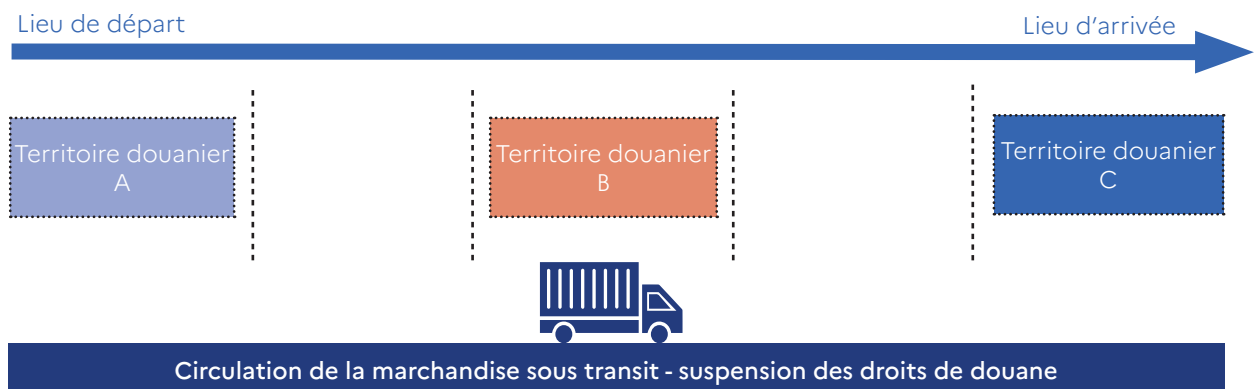 Lieu de départ
Lieu d'arrivée
Territoire douanier
A
Territoire douanier
B
Territoire douanier
C
Circulation de la marchandise sous transit - suspension des droits de douane